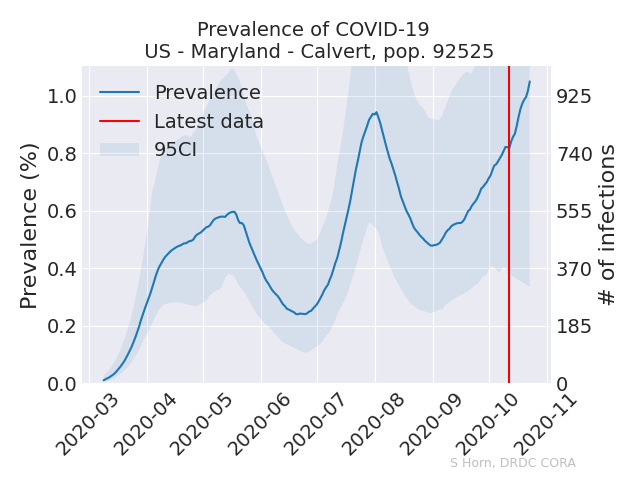 Prevalence of COVID-19
US - Maryland - Calvert, pop. 92525
Prevalence
Latest data
95CI
Prevalence (%)
1.0
0.8
0.6
0.4
0.2
0.0
925
740
555
370
185
0
# of infections
2020-03
2020-04
2020-05
2020-06
2020-07
2020-08
2020-09
2020-10
2020-11
S Horn, DRDC CORA